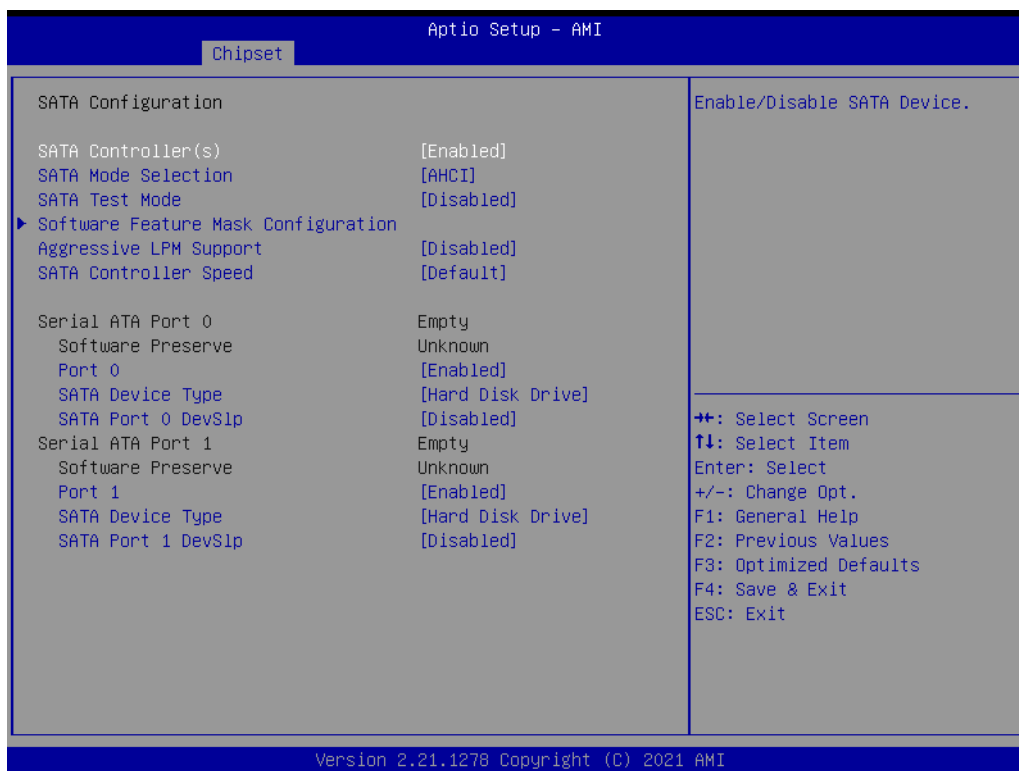 Aptio Setup – AMI
Chipset
SATA Configuration
SATA Controller(s) [Enabled]
SATA Mode Selection [AHCI]
SATA Test Mode [Disabled]
Software Feature Mask Configuration
Aggressive LPM Support [Disabled]
SATA Controller Speed [Default]
Serial ATA Port 0 Empty
Software Preserve Unknown
Port 0 [Enabled]
SATA Device Type [Hard Disk Drive]
SATA Port 0 DevSlp [Disabled]
Serial ATA Port 1 Empty
Software Preserve Unknown
Port 1 [Enabled]
SATA Device Type [Hard Disk Drive]
SATA Port 1 DevSlp [Disabled]
Enable/Disable SATA Device.
→←: Select Screen
↑↓: Select Item
Enter: Select
+/-: Change Opt.
F1: General Help
F2: Previous Values
F3: Optimized Defaults
F4: Save & Exit
ESC: Exit
Version 2.21.1278 Copyright (C) 2021 AMI